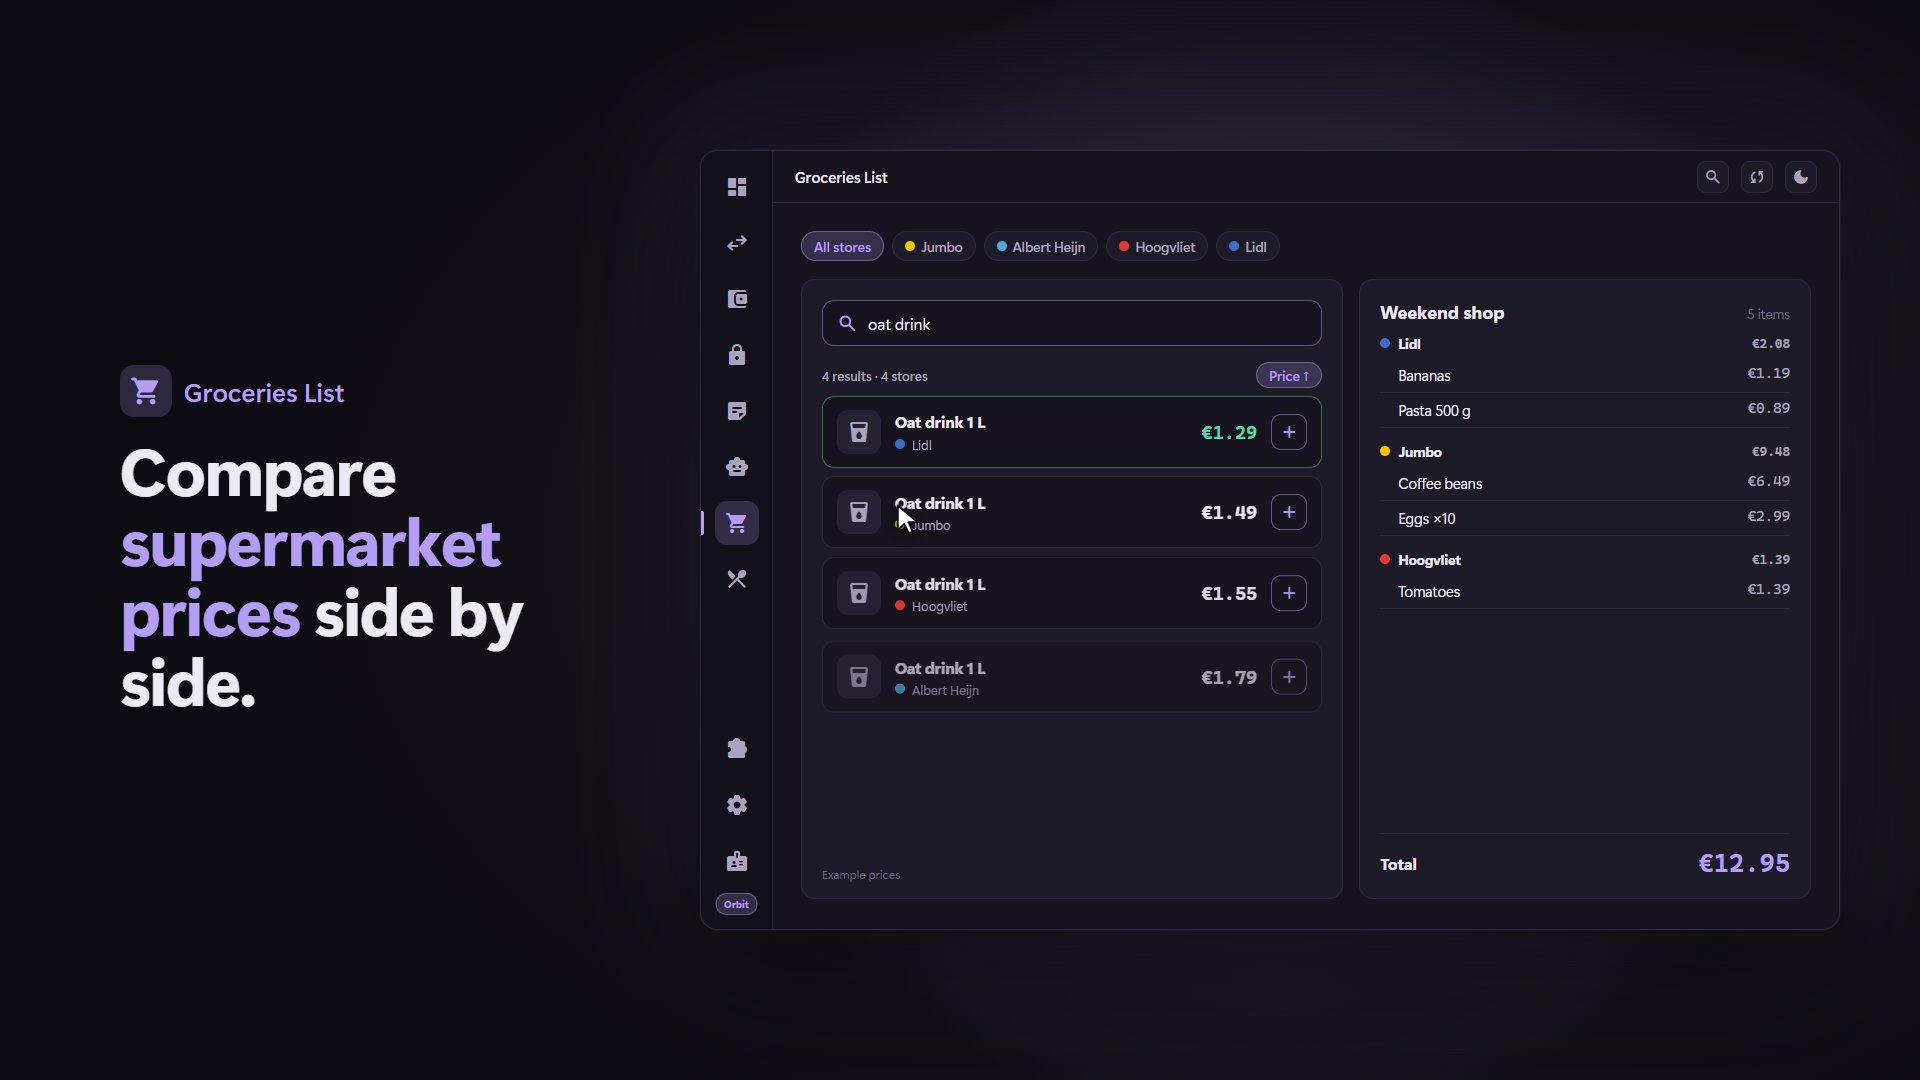 Groceries List
Compare
supermarket
prices side by
side.
Groceries List
All stores
Jumbo
Albert Heijn
Hoogvliet
Lidl
oat drink
4 results · 4 stores
Price ↑
Oat drink 1 L
Lidl
€1.29
Oat drink 1 L
Jumbo
€1.49
Oat drink 1 L
Hoogvliet
€1.55
Oat drink 1 L
Albert Heijn
€1.79
Example prices
Weekend shop
5 items
Lidl €2.08
Bananas €1.19
Pasta 500 g €0.89
Jumbo €9.48
Coffee beans €6.49
Eggs ×10 €2.99
Hoogvliet €1.39
Tomatoes €1.39
Total €12.95
Orbit